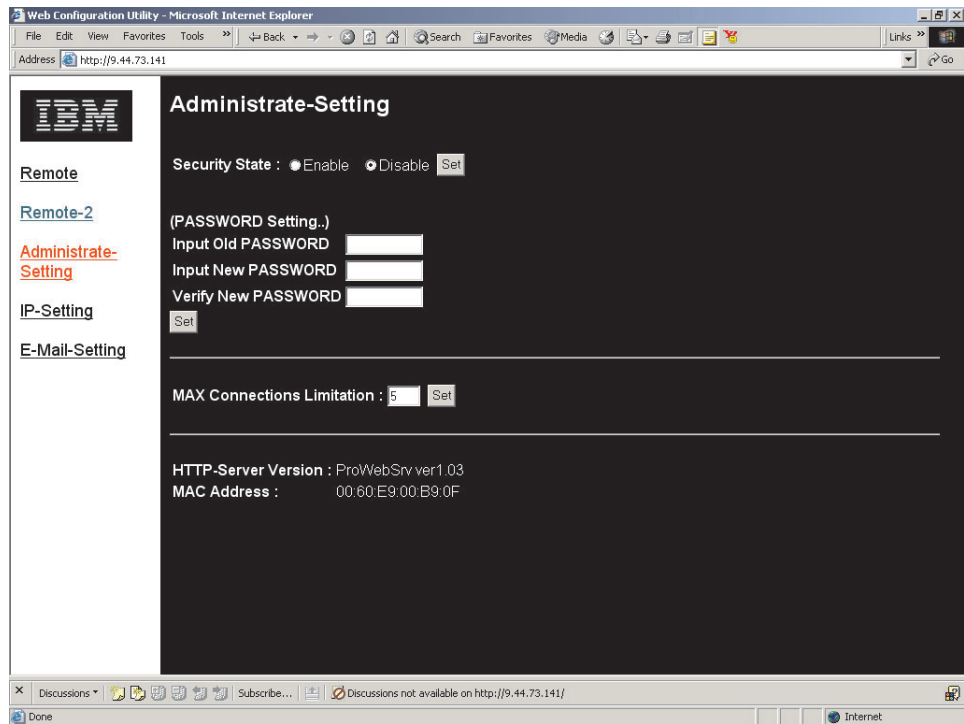 Web Configuration Utility - Microsoft Internet Explorer
File Edit View Favorites Tools » Back Search Favorites Media Links »
Address http://9.44.73.141 Go
IBM
Remote
Remote-2
Administrate-
Setting
IP-Setting
E-Mail-Setting
Administrate-Setting
Security State : Enable Disable Set
(PASSWORD Setting..)
Input Old PASSWORD
Input New PASSWORD
Verify New PASSWORD
Set
MAX Connections Limitation : 5 Set
HTTP-Server Version : ProWebSrv ver1.03
MAC Address : 00:60:E9:00:B9:0F
Discussions Subscribe... Discussions not available on http://9.44.73.141/
Done Internet